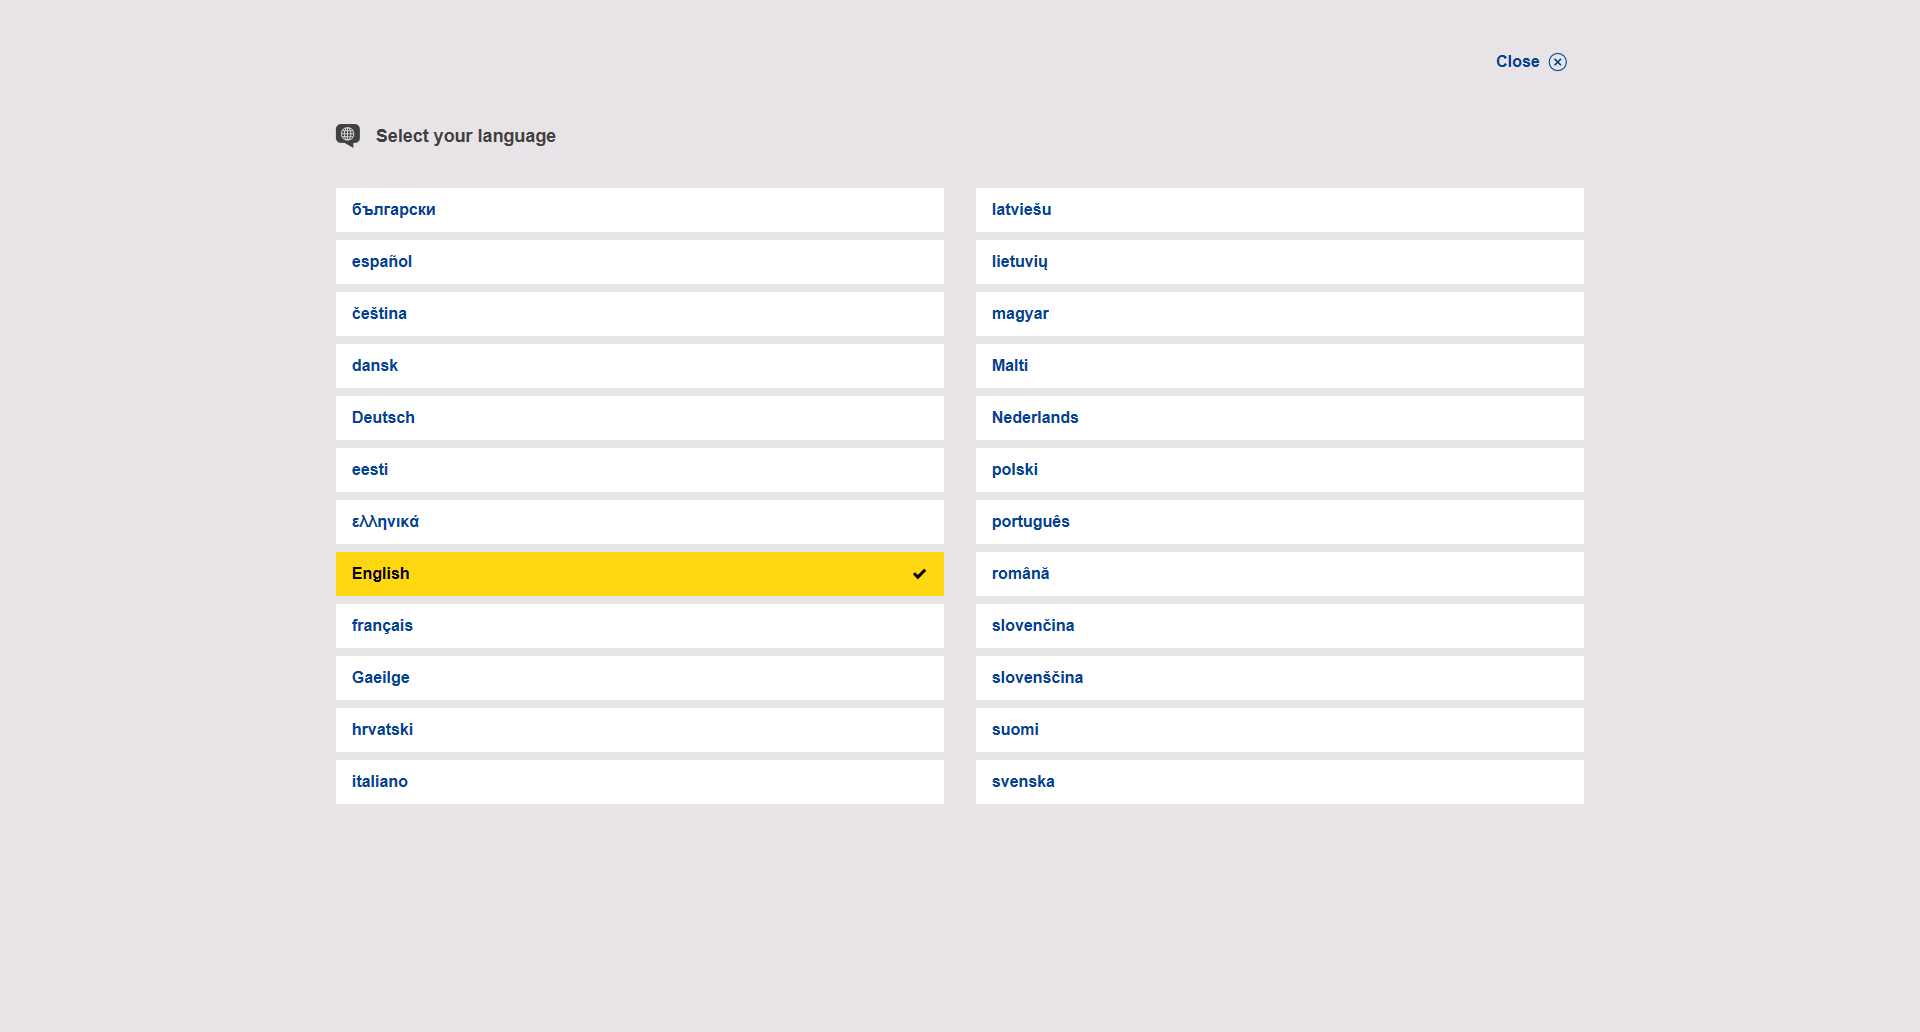 Close
Select your language
български
español
čeština
dansk
Deutsch
eesti
ελληνικά
English
français
Gaeilge
hrvatski
italiano
latviešu
lietuvių
magyar
Malti
Nederlands
polski
português
română
slovenčina
slovenščina
suomi
svenska